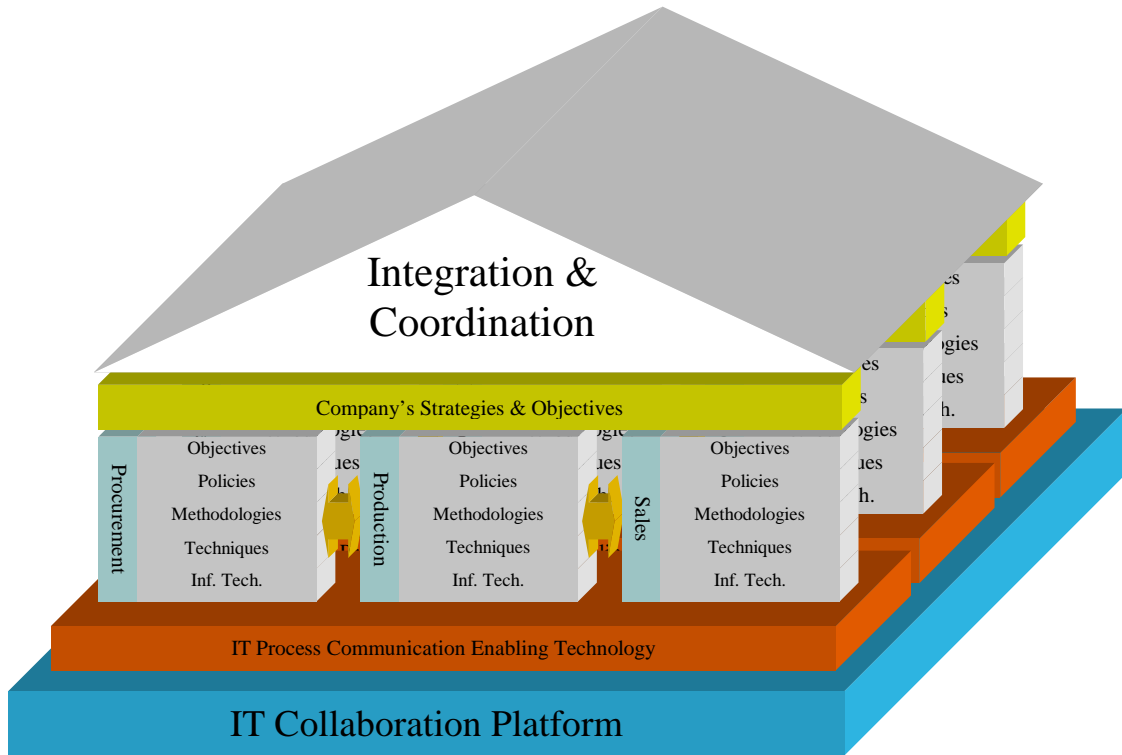 Integration &
Coordination
Company’s Strategies & Objectives
Procurement
Objectives
Policies
Methodologies
Techniques
Inf. Tech.
Production
Objectives
Policies
Methodologies
Techniques
Inf. Tech.
Sales
Objectives
Policies
Methodologies
Techniques
Inf. Tech.
IT Process Communication Enabling Technology
IT Collaboration Platform